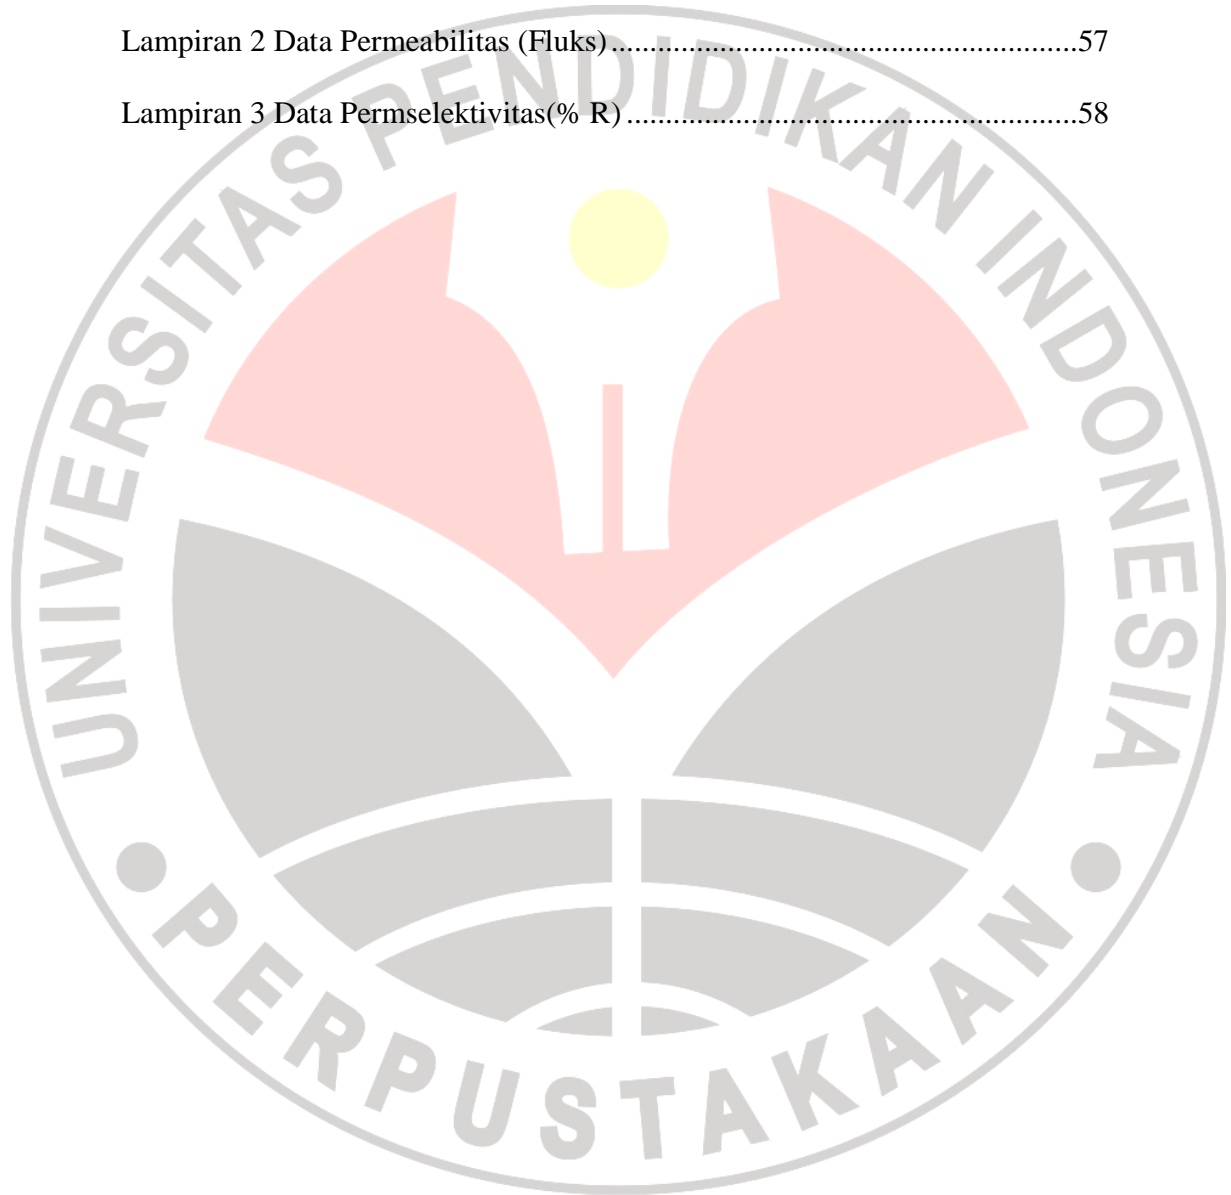 Lampiran 2 Data Permeabilitas (Fluks)............................................................57
Lampiran 3 Data Permselektivitas(% R)..........................................................58
UNIVERSITAS PENDIDIKAN INDONESIA
PERPUSTAKAAN